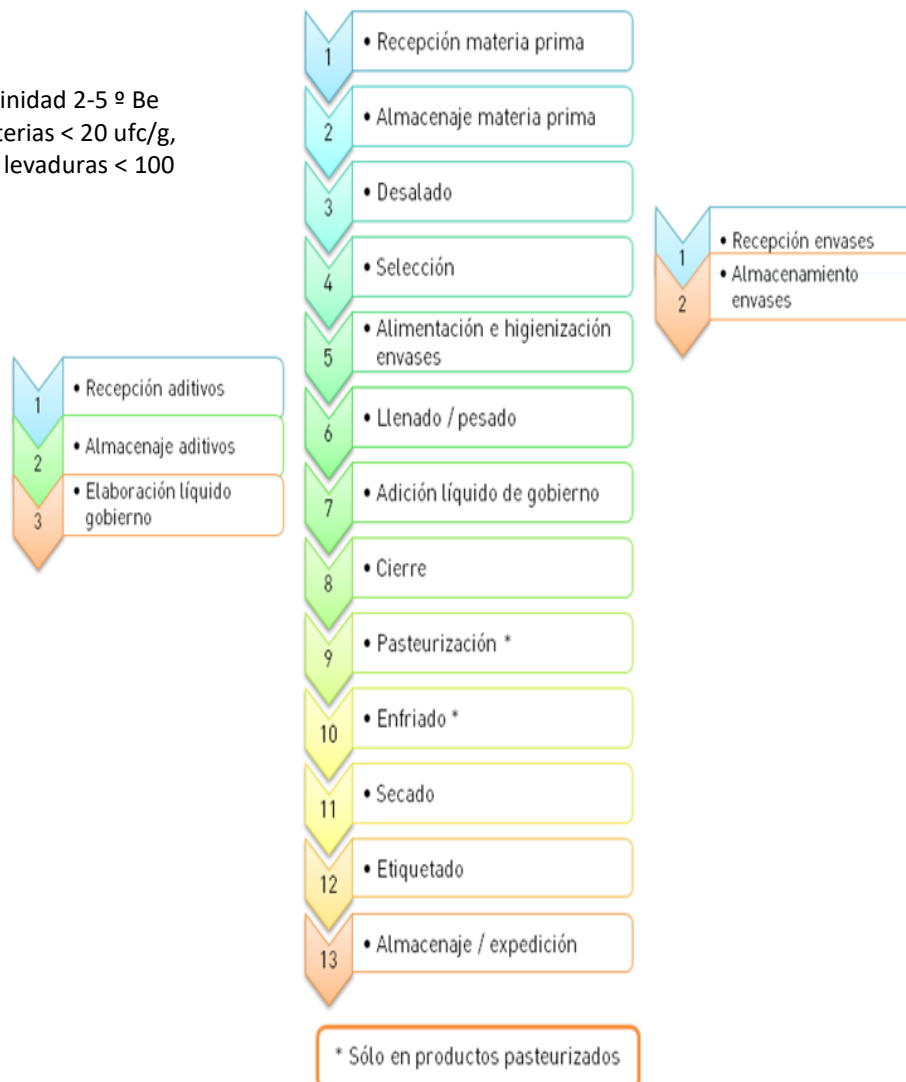 1
• Recepción materia prima
inidad 2-5 º Be
terias < 20 ufc/g,
levaduras < 100
2
• Almacenaje materia prima
3
• Desalado
4
• Selección
5
• Alimentación e higienización
envases
6
• Llenado / pesado
7
• Adición líquido de gobierno
8
• Cierre
9
• Pasteurización *
10
• Enfriado *
11
• Secado
12
• Etiquetado
13
• Almacenaje / expedición
* Sólo en productos pasteurizados
1
• Recepción aditivos
2
• Almacenaje aditivos
3
• Elaboración líquido
gobierno
1
• Recepción envases
2
• Almacenamiento
envases